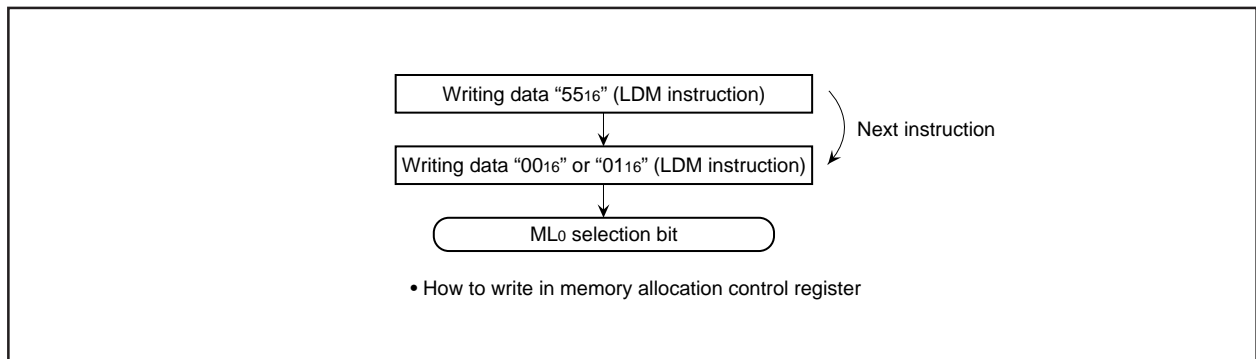 Writing data “55₁₆” (LDM instruction)
Next instruction
Writing data “00₁₆” or “01₁₆” (LDM instruction)
ML₀ selection bit
• How to write in memory allocation control register